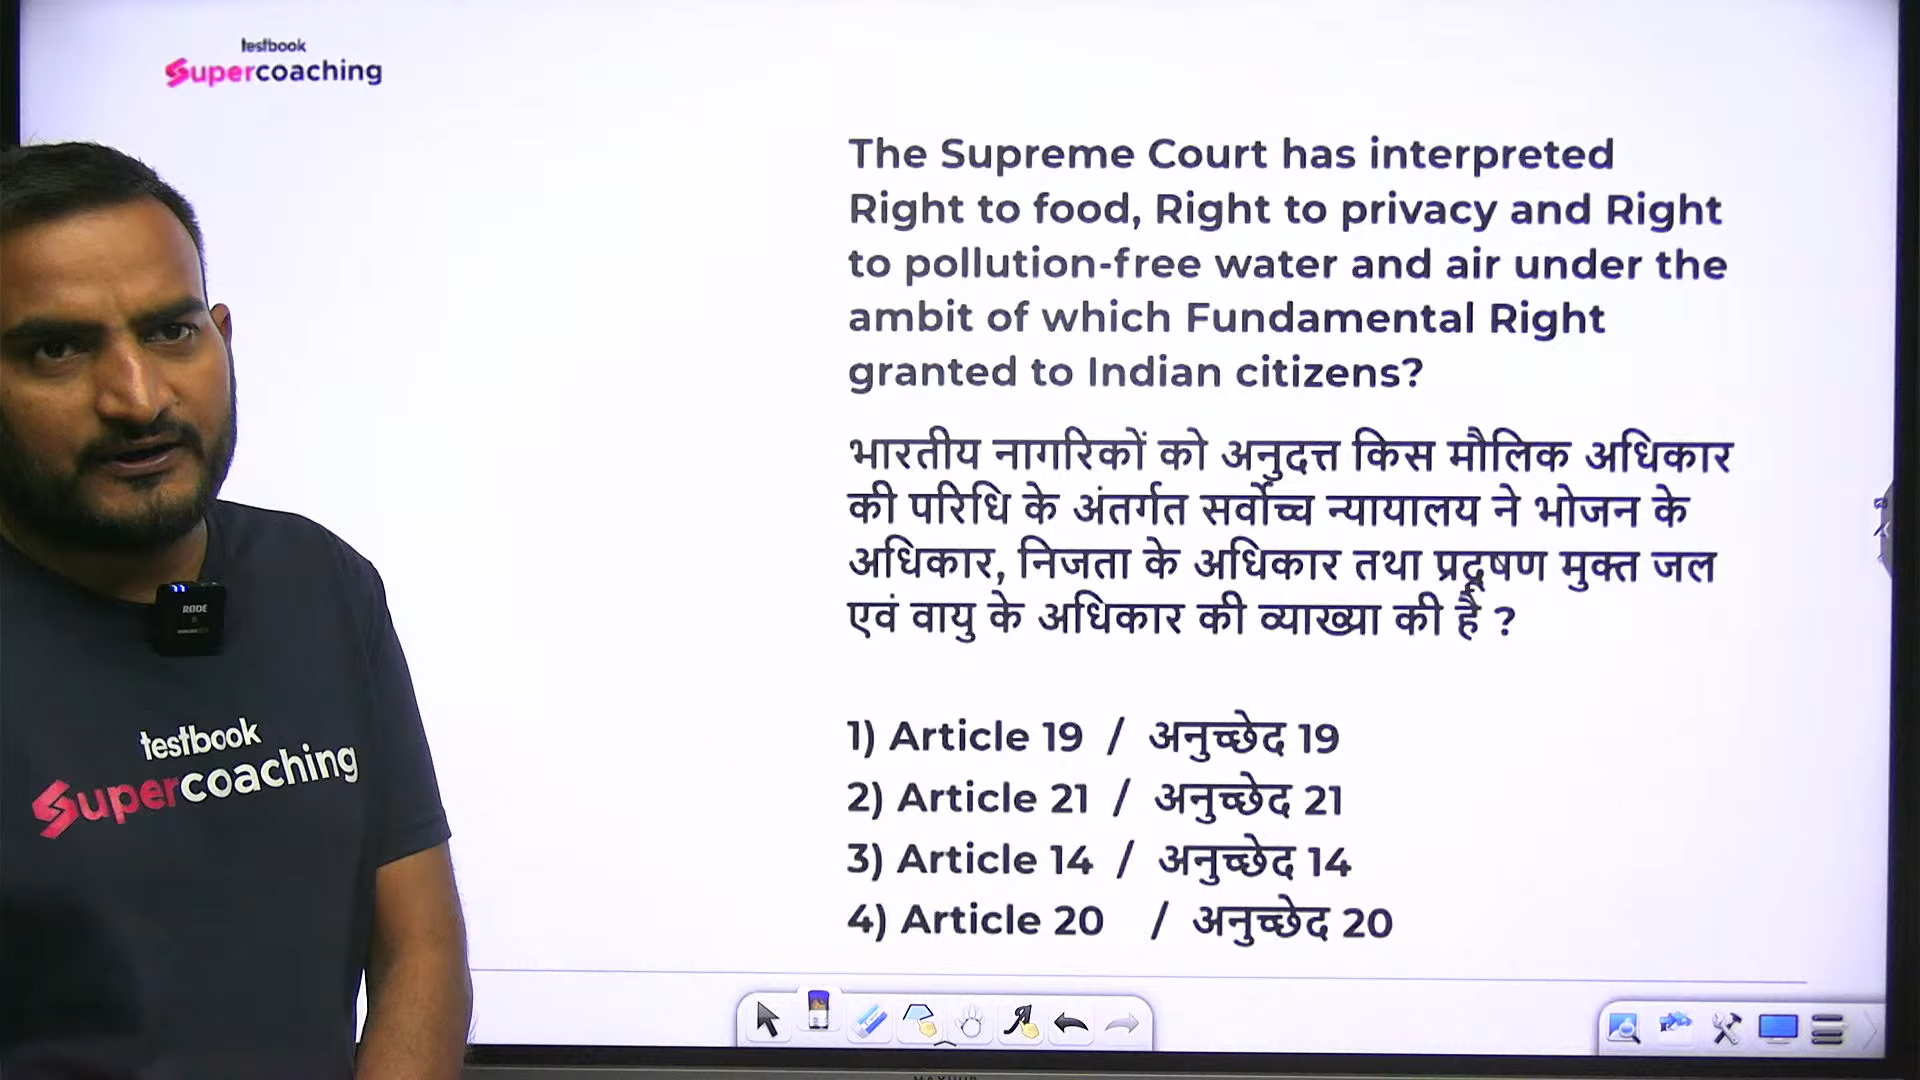 testbook
Supercoaching
The Supreme Court has interpreted
Right to food, Right to privacy and Right
to pollution-free water and air under the
ambit of which Fundamental Right
granted to Indian citizens?
भारतीय नागरिकों को अनुदत्त किस मौलिक अधिकार
की परिधि के अंतर्गत सर्वोच्च न्यायालय ने भोजन के
अधिकार, निजता के अधिकार तथा प्रदूषण मुक्त जल
एवं वायु के अधिकार की व्याख्या की है ?
1) Article 19 / अनुच्छेद 19
2) Article 21 / अनुच्छेद 21
3) Article 14 / अनुच्छेद 14
4) Article 20 / अनुच्छेद 20
RØDE
testbook
Supercoaching